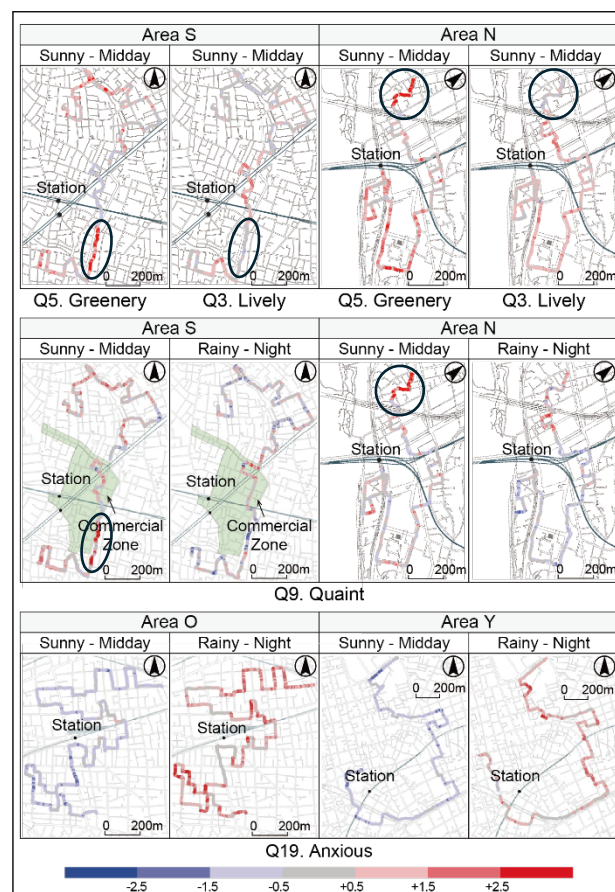 Area S Area N
Sunny - Midday Sunny - Midday Sunny - Midday Sunny - Midday
Station Station Station Station
0 200m 0 200m 0 200m 0 200m
Q5. Greenery Q3. Lively Q5. Greenery Q3. Lively
Area S Area N
Sunny - Midday Rainy - Night Sunny - Midday Rainy - Night
Station Station Station Station
Commercial Zone Commercial Zone
0 200m 0 200m 0 200m 0 200m
Q9. Quaint
Area O Area Y
Sunny - Midday Rainy - Night Sunny - Midday Rainy - Night
0 200m 0 200m
Station Station Station Station
0 200m 0 200m
Q19. Anxious
-2.5 -1.5 -0.5 +0.5 +1.5 +2.5